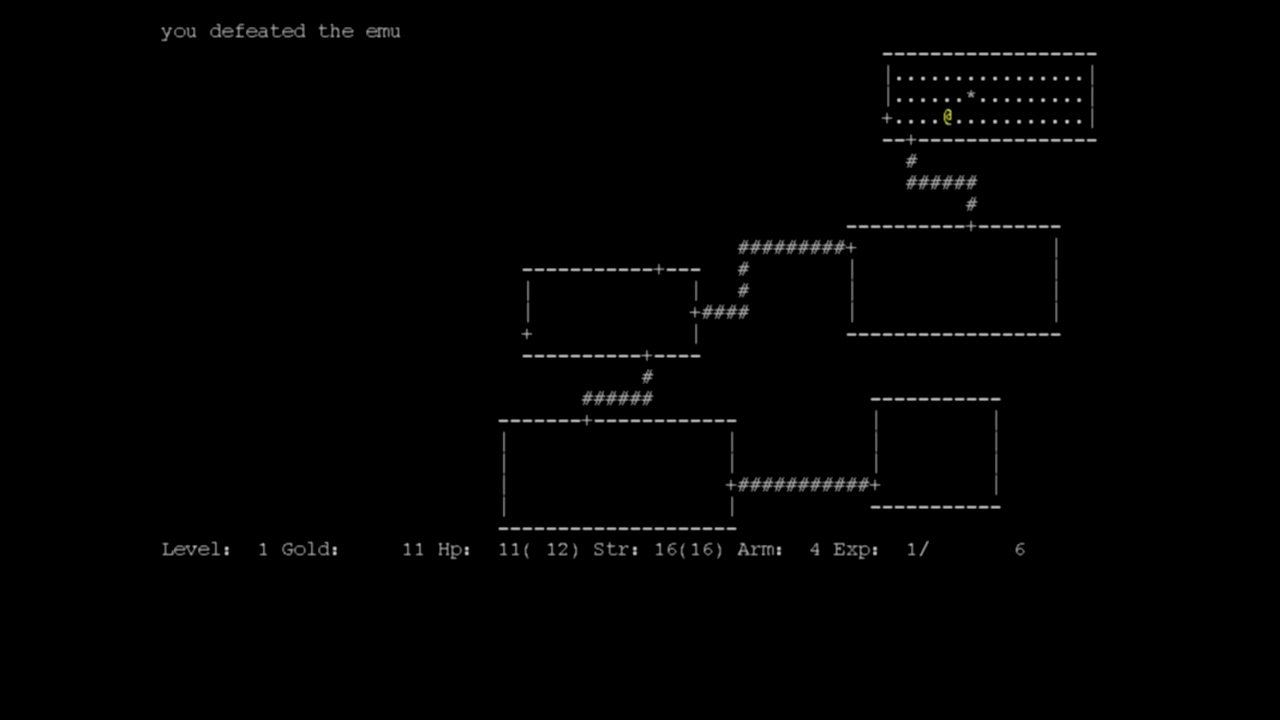 you defeated the emu
Level: 1 Gold: 11 Hp: 11( 12) Str: 16(16) Arm: 4 Exp: 1/ 6